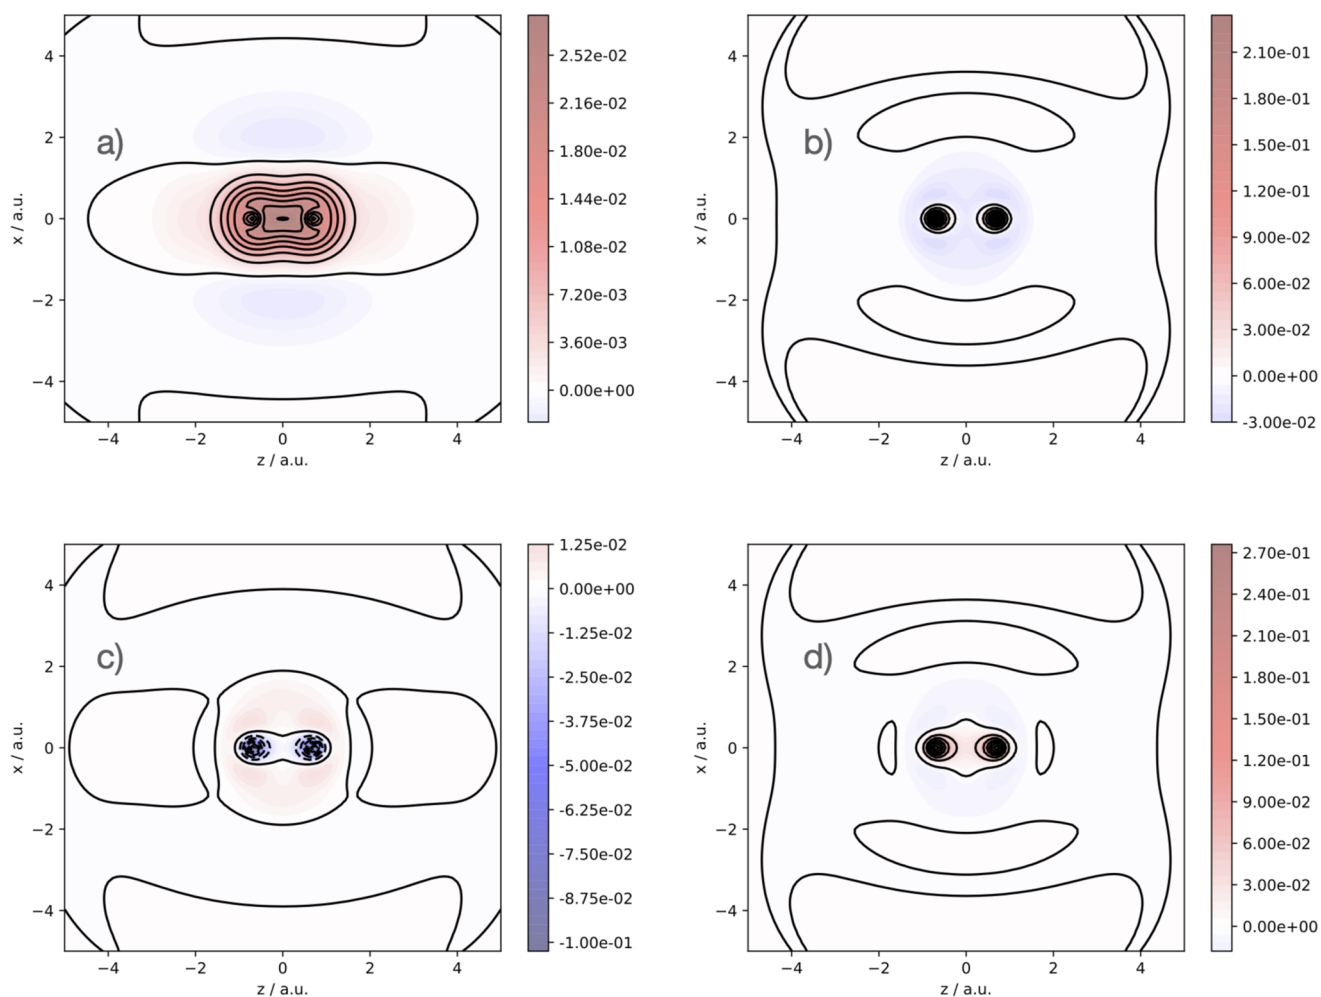 a)
4
2
0
−2
−4
x / a.u.
−4 −2 0 2 4
z / a.u.
2.52e-02
2.16e-02
1.80e-02
1.44e-02
1.08e-02
7.20e-03
3.60e-03
0.00e+00
b)
4
2
0
−2
−4
x / a.u.
−4 −2 0 2 4
z / a.u.
2.10e-01
1.80e-01
1.50e-01
1.20e-01
9.00e-02
6.00e-02
3.00e-02
0.00e+00
-3.00e-02
c)
4
2
0
−2
−4
x / a.u.
−4 −2 0 2 4
z / a.u.
1.25e-02
0.00e+00
-1.25e-02
-2.50e-02
-3.75e-02
-5.00e-02
-6.25e-02
-7.50e-02
-8.75e-02
-1.00e-01
d)
4
2
0
−2
−4
x / a.u.
−4 −2 0 2 4
z / a.u.
2.70e-01
2.40e-01
2.10e-01
1.80e-01
1.50e-01
1.20e-01
9.00e-02
6.00e-02
3.00e-02
0.00e+00